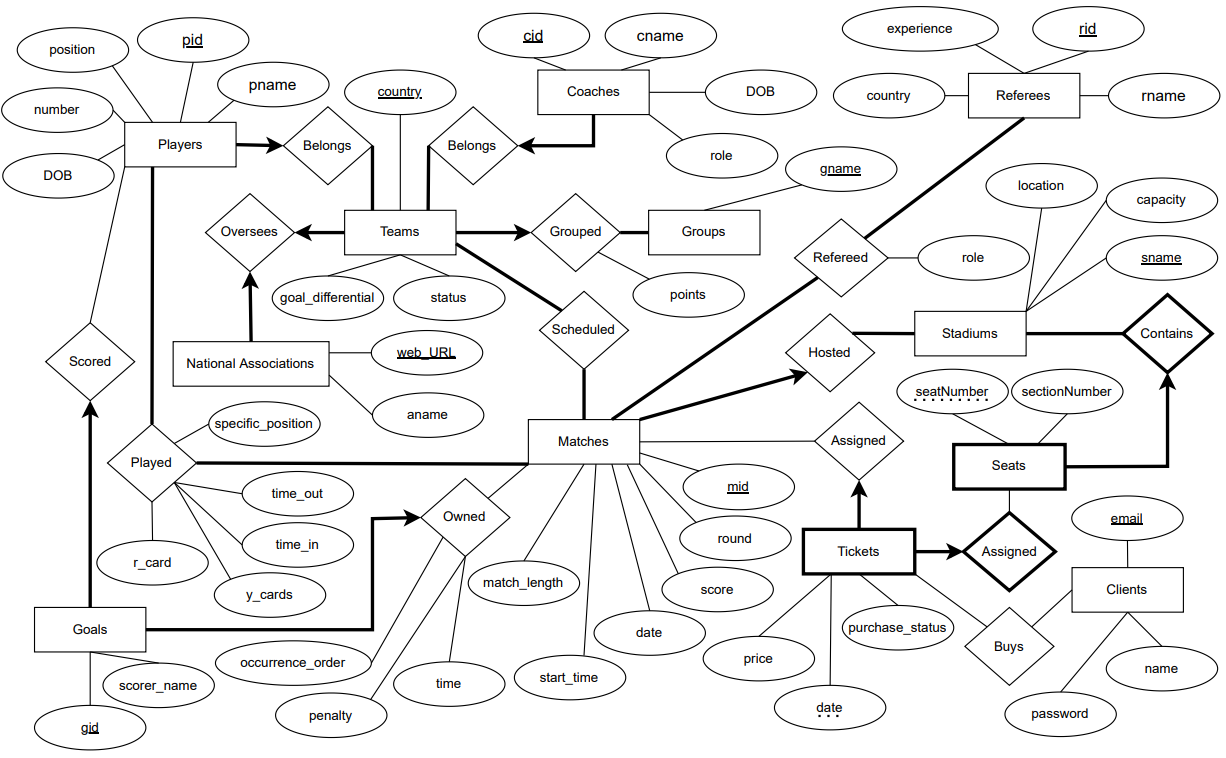 position
pid
pname
number
DOB
Players
Belongs
country
Belongs
cid
cname
Coaches
DOB
role
experience
rid
country
Referees
rname
gname
location
capacity
sname
Oversees
Teams
Grouped
Groups
Refereed
role
goal_differential
status
points
Scheduled
Stadiums
Contains
Hosted
Scored
National Associations
web_URL
aname
seatNumber
sectionNumber
specific_position
Matches
Assigned
Played
Seats
time_out
mid
Owned
email
time_in
round
Tickets
Assigned
r_card
y_cards
match_length
score
Clients
Goals
date
purchase_status
Buys
occurrence_order
price
name
scorer_name
time
start_time
gid
penalty
date
password